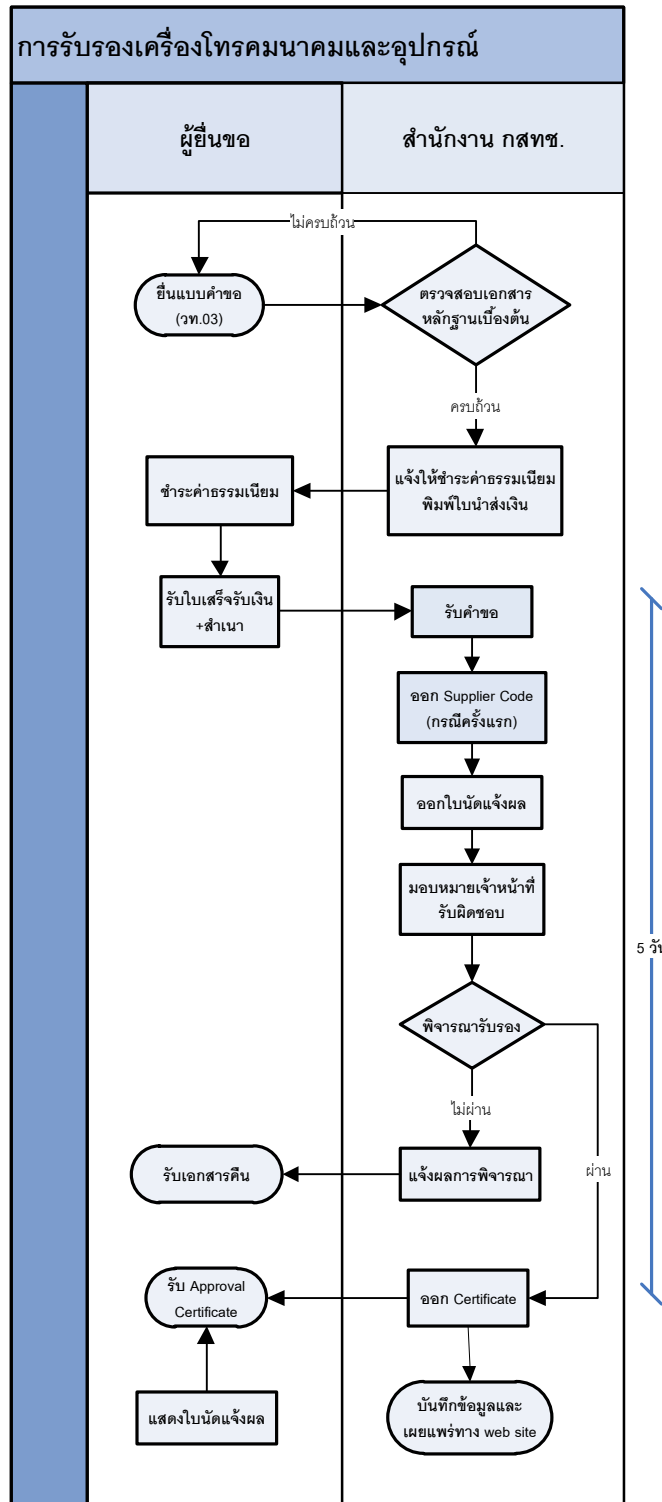 การรับรองเครื่องโทรคมนาคมและอุปกรณ์
ผู้ยื่นขอ
สำนักงาน กสทช.
ไม่ครบถ้วน
ยื่นแบบคำขอ
(วท.03)
ตรวจสอบเอกสาร
หลักฐานเบื้องต้น
ครบถ้วน
ชำระค่าธรรมเนียม
แจ้งให้ชำระค่าธรรมเนียม
พิมพ์ใบนำส่งเงิน
รับใบเสร็จรับเงิน
+สำเนา
รับคำขอ
ออก Supplier Code
(กรณีครั้งแรก)
ออกใบนัดแจ้งผล
มอบหมายเจ้าหน้าที่
รับผิดชอบ
5 วัน
พิจารณารับรอง
ไม่ผ่าน
ผ่าน
รับเอกสารคืน
แจ้งผลการพิจารณา
รับ Approval
Certificate
ออก Certificate
แสดงใบนัดแจ้งผล
บันทึกข้อมูลและ
เผยแพร่ทาง web site